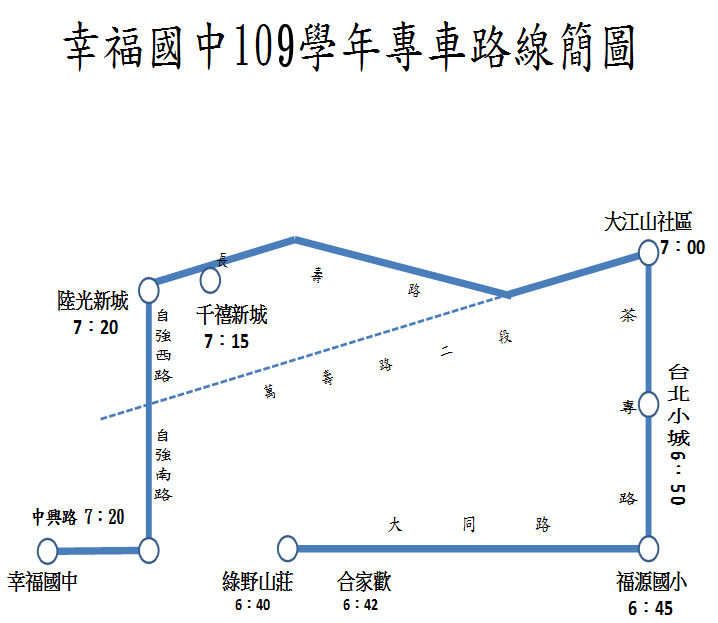 幸福國中109學年專車路線簡圖
大江山社區
7：00
長壽路
陸光新城
7：20
千禧新城
7：15
自強西路
茶專路
萬壽路二段
台北小城6：50
自強南路
中興路 7：20
大同路
幸福國中
綠野山莊
6：40
合家歡
6：42
福源國小
6：45